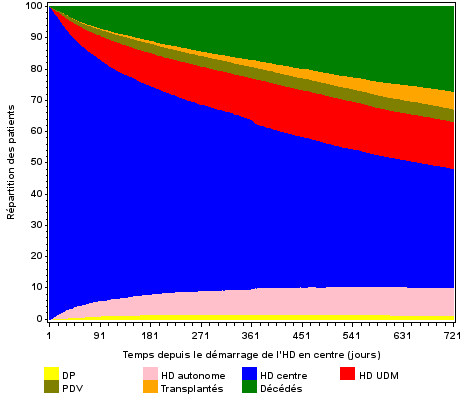 100
90
80
70
60
50
40
30
20
10
0
Répartition des patients
1 91 181 271 361 451 541 631 721
Temps depuis le démarrage de l'HD en centre (jours)
DP HD autonome HD centre HD UDM
PDV Transplantés Décédés